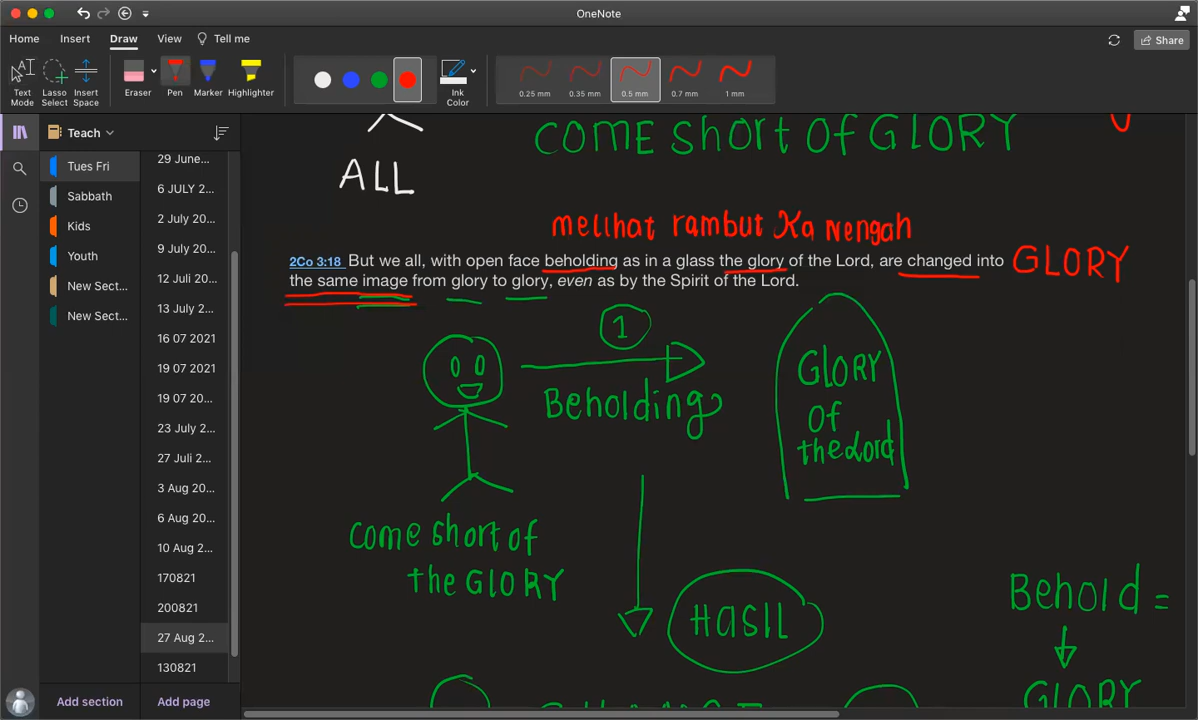 OneNote
Home Insert Draw View Tell me
Share
Text Mode
Lasso Select
Insert Space
Eraser
Pen
Marker
Highlighter
Ink Color
0.25 mm
0.35 mm
0.5 mm
0.7 mm
1 mm
Teach
Tues Fri
Sabbath
Kids
Youth
New Sect...
New Sect...
Add section
29 June...
6 JULY 2...
2 July 20...
9 July 20...
12 Juli 20...
13 July 2...
16 07 2021
19 07 2021
19 07 202...
23 July 2...
27 Juli 20...
3 Aug 20...
6 Aug 20...
10 Aug 2...
170821
200821
27 Aug 2...
130821
Add page
COME short of GLORY
ALL
melihat rambut Ka Nengah
2Co 3:18 But we all, with open face beholding as in a glass the glory of the Lord, are changed into
the same image from glory to glory, even as by the Spirit of the Lord.
GLORY
1
Beholding
GLORY
of
the Lord
Come short of
the GLORY
HASIL
Behold =
GLORY